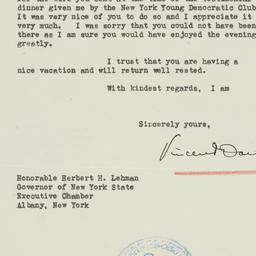 dinner given me by the New York Young Democratic Club
It was very nice of you to do so and I appreciate it
very much. I was sorry that you could not have been
there as I am sure you would have enjoyed the evening
greatly.
I trust that you are having a
nice vacation and will return well rested.
With kindest regards, I am
Sincerely yours,
Vincent
Honorable Herbert H. Lehman
Governor of New York State
Executive Chamber
Albany, New York